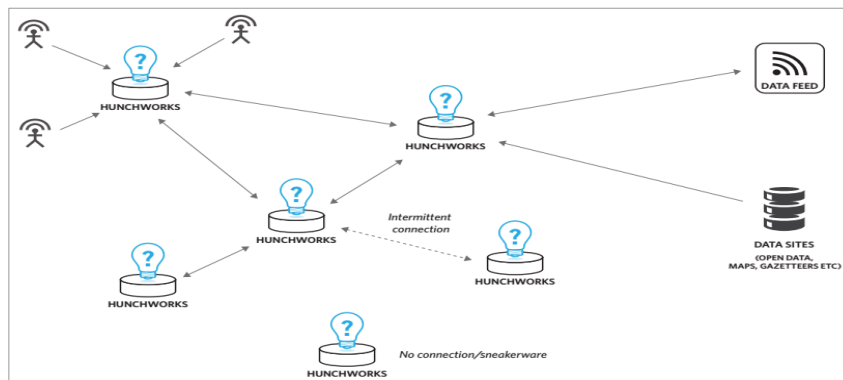 ?
HUNCHWORKS
?
HUNCHWORKS
DATA FEED
?
HUNCHWORKS
Intermittent
connection
?
HUNCHWORKS
?
HUNCHWORKS
DATA SITES
(OPEN DATA,
MAPS, GAZETTEERS ETC)
?
HUNCHWORKS
No connection/sneakerware